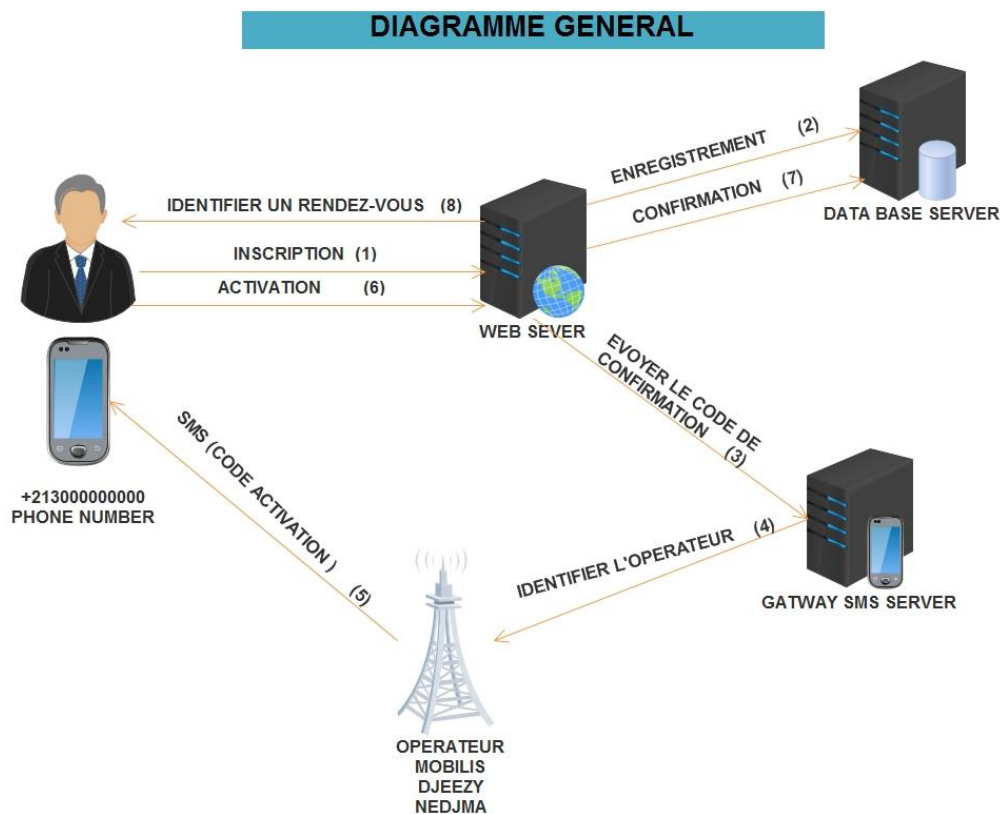 DIAGRAMME GENERAL
ENREGISTREMENT (2)
CONFIRMATION (7)
DATA BASE SERVER
IDENTIFIER UN RENDEZ-VOUS (8)
INSCRIPTION (1)
ACTIVATION (6)
WEB SEVER
EVOYER LE CODE DE
CONFIRMATION
(3)
SMS (CODE ACTIVATION ) (5)
+213000000000
PHONE NUMBER
IDENTIFIER L'OPERATEUR (4)
GATWAY SMS SERVER
OPERATEUR
MOBILIS
DJEEZY
NEDJMA